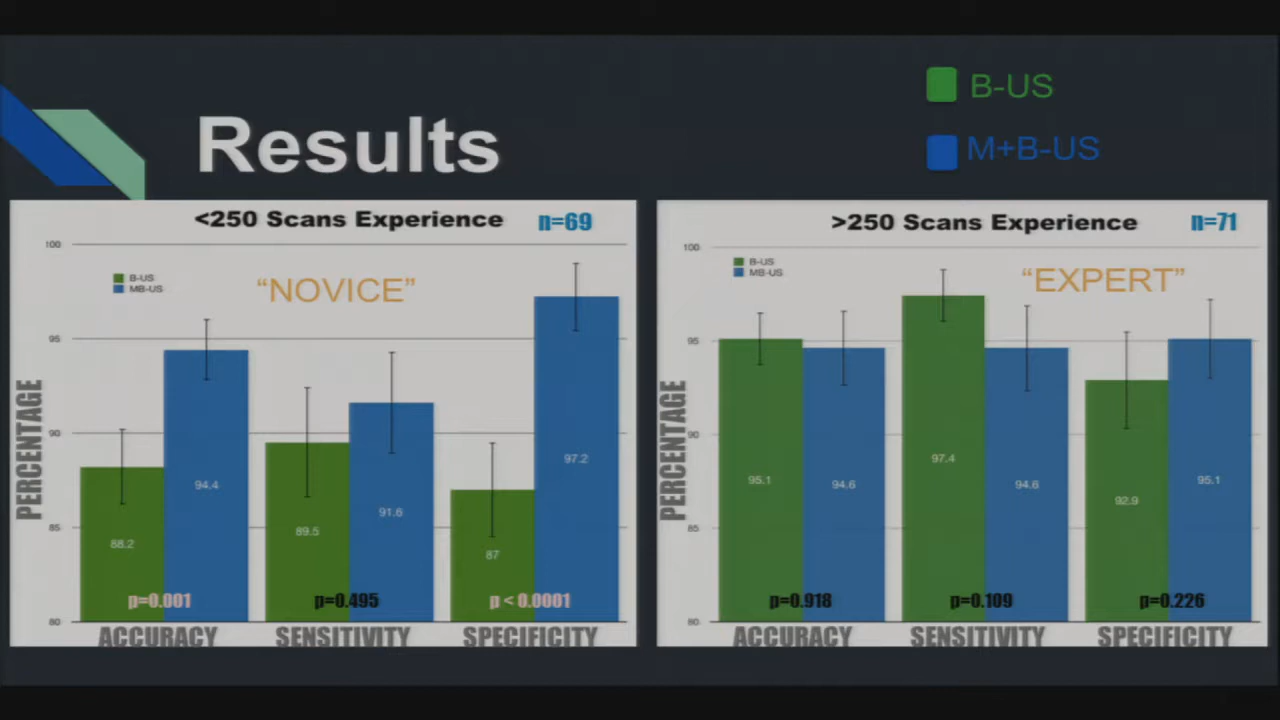 Results
B-US
M+B-US
<250 Scans Experience
n=69
100
B-US
MB-US
"NOVICE"
95
90
85
80
PERCENTAGE
88.2
94.4
89.5
91.6
87
97.2
p=0.001
p=0.495
p < 0.0001
ACCURACY
SENSITIVITY
SPECIFICITY
>250 Scans Experience
n=71
100
B-US
MB-US
"EXPERT"
95
90
85
80
PERCENTAGE
95.1
94.6
97.4
94.6
92.9
95.1
p=0.918
p=0.109
p=0.226
ACCURACY
SENSITIVITY
SPECIFICITY